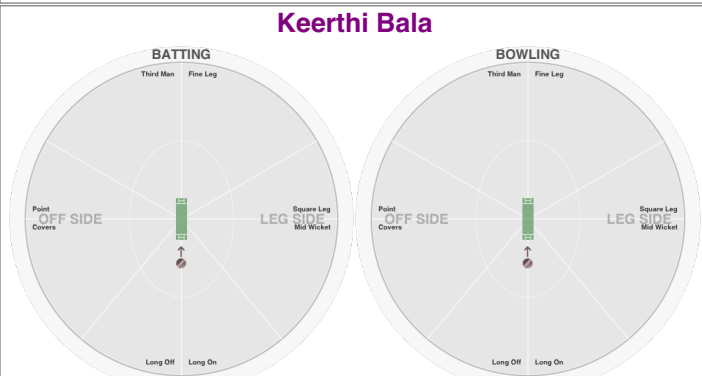 Keerthi Bala
BATTING
Third Man Fine Leg
Point Square Leg
OFF SIDE LEG SIDE
Covers Mid Wicket
Long Off Long On
BOWLING
Third Man Fine Leg
Point Square Leg
OFF SIDE LEG SIDE
Covers Mid Wicket
Long Off Long On